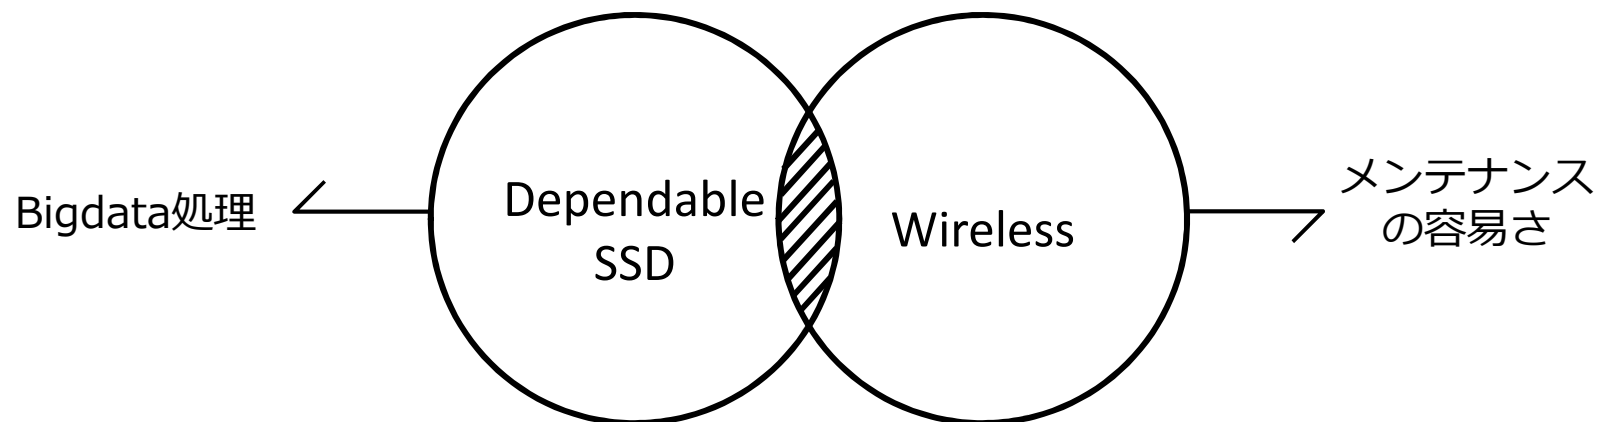 Bigdata処理
Dependable
SSD
Wireless
メンテナンス
の容易さ